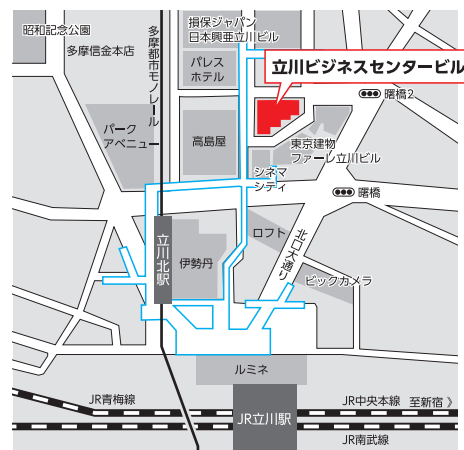 昭和記念公園
多摩信金本店
多摩都市モノレール
損保ジャパン
日本興亜立川ビル
パレス
ホテル
立川ビジネスセンタービル
曙橋2
パーク
アベニュー
高島屋
東京建物
ファーレ立川ビル
シネマ
シティ
曙橋
ロフト
北口大通り
立川北駅
伊勢丹
ビックカメラ
ルミネ
JR青梅線
JR中央本線 至新宿 》
JR立川駅
JR南武線